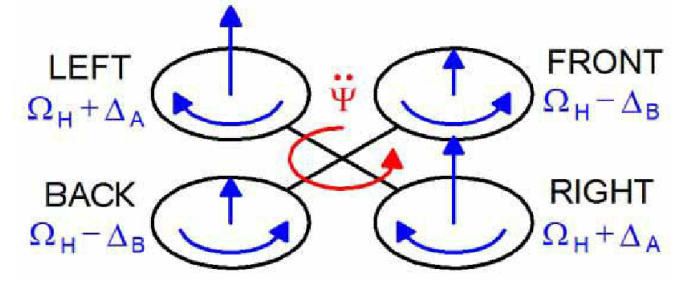 LEFT
Ω_H + Δ_A
Ψ̈
FRONT
Ω_H − Δ_B
BACK
Ω_H − Δ_B
RIGHT
Ω_H + Δ_A